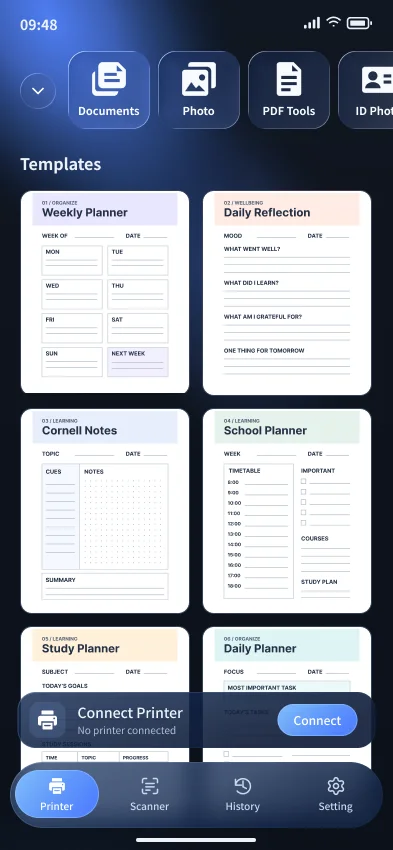 09:48
Documents
Photo
PDF Tools
ID Phot
Templates
01 / ORGANIZE
Weekly Planner
WEEK OF DATE
MON TUE
WED THU
FRI SAT
SUN NEXT WEEK
02 / WELLBEING
Daily Reflection
MOOD DATE
WHAT WENT WELL?
WHAT DID I LEARN?
WHAT AM I GRATEFUL FOR?
ONE THING FOR TOMORROW
03 / LEARNING
Cornell Notes
TOPIC DATE
CUES NOTES
SUMMARY
04 / LEARNING
School Planner
WEEK DATE
TIMETABLE IMPORTANT
8:00
9:00
10:00
11:00
12:00
13:00
14:00
15:00
16:00
17:00
18:00
COURSES
STUDY PLAN
05 / LEARNING
Study Planner
SUBJECT DATE
TODAY'S GOALS
TIME TOPIC PROGRESS
06 / ORGANIZE
Daily Planner
FOCUS DATE
MOST IMPORTANT TASK
Connect Printer
No printer connected
Connect
Printer
Scanner
History
Setting